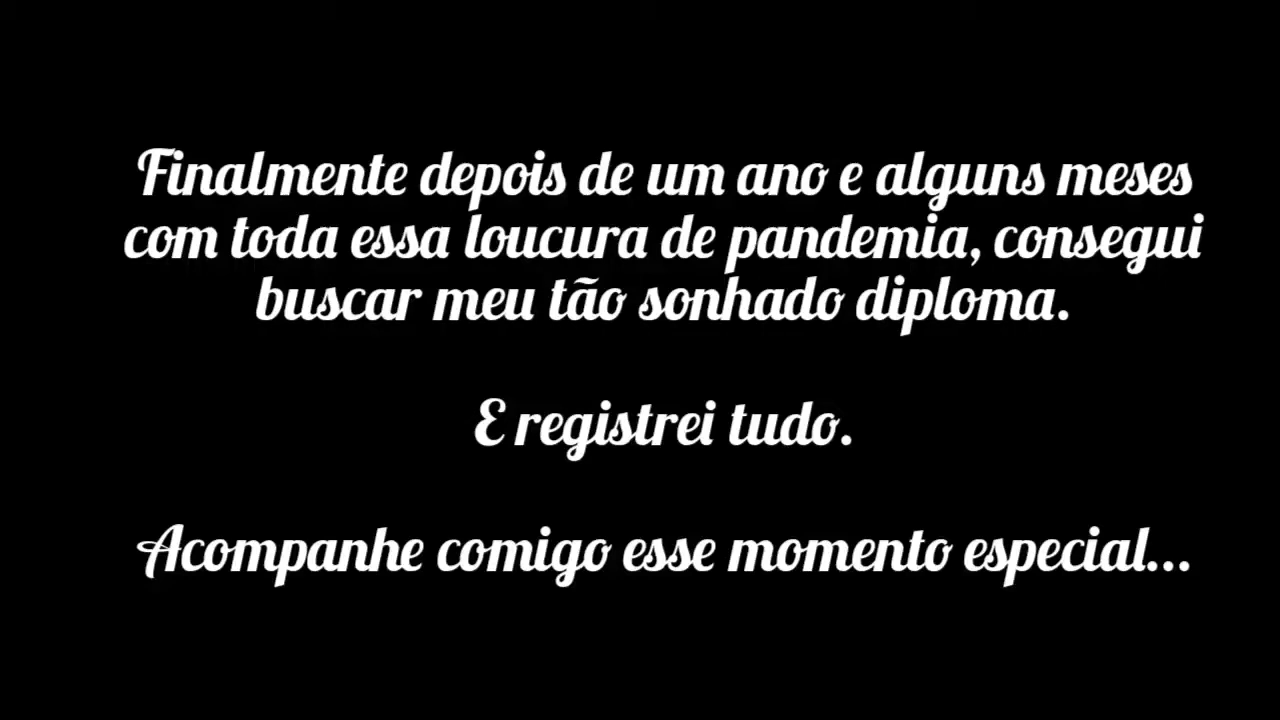 Finalmente depois de um ano e alguns meses
com toda essa loucura de pandemia, consegui
buscar meu tão sonhado diploma.
E registrei tudo.
Acompanhe comigo esse momento especial...